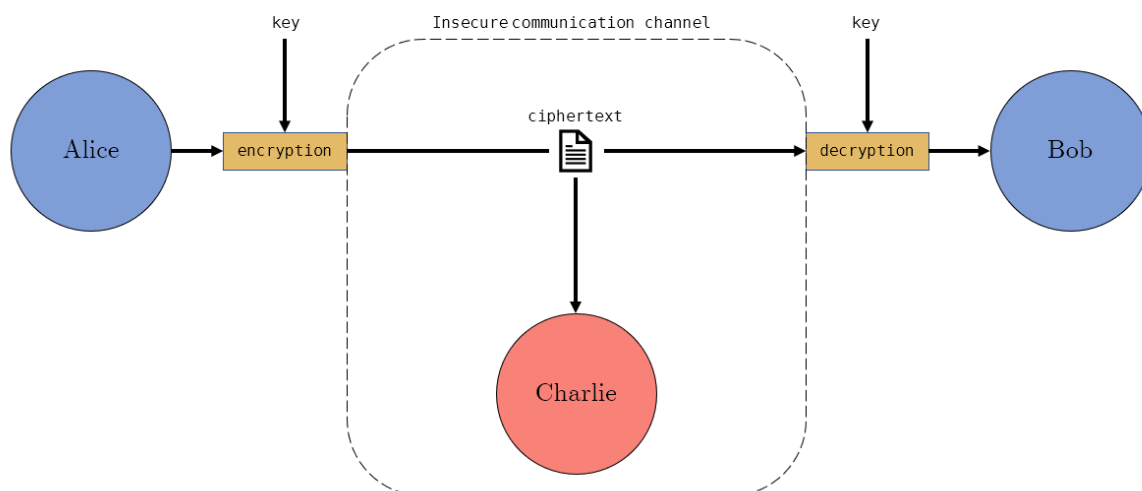 key
Insecure communication channel
key
ciphertext
Alice
encryption
decryption
Bob
Charlie